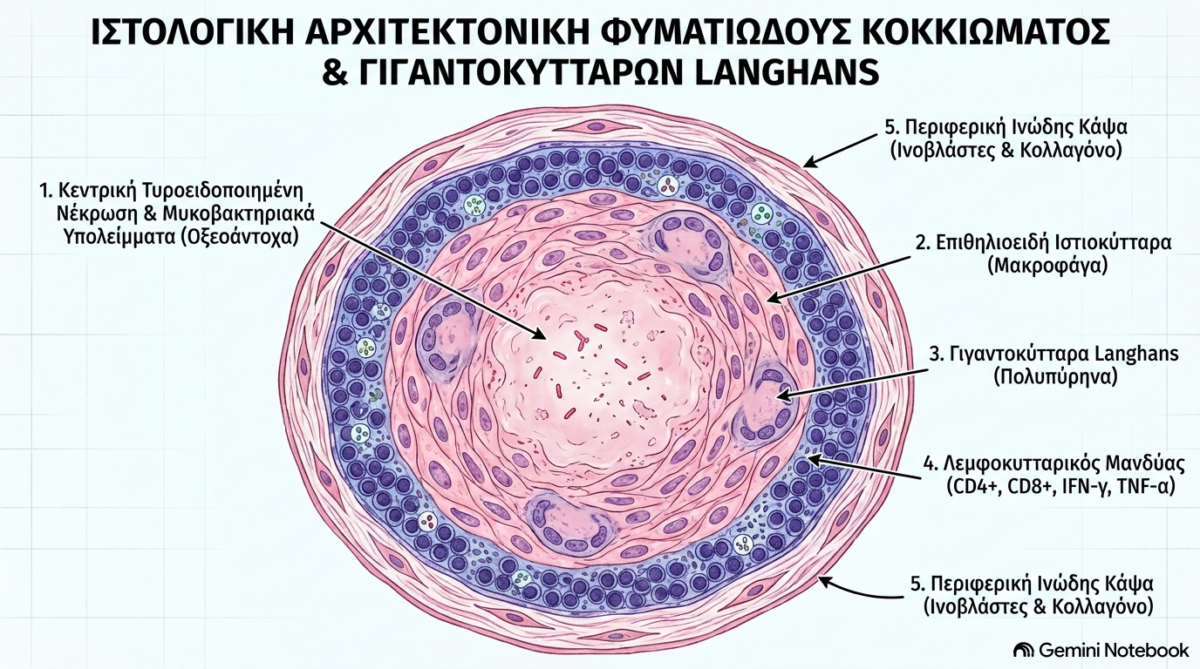 ΙΣΤΟΛΟΓΙΚΗ ΑΡΧΙΤΕΚΤΟΝΙΚΗ ΦΥΜΑΤΙΩΔΟΥΣ ΚΟΚΚΙΩΜΑΤΟΣ
& ΓΙΓΑΝΤΟΚΥΤΤΑΡΩΝ LANGHANS
1. Κεντρική Τυροειδοποιημένη
Νέκρωση & Μυκοβακτηριακά
Υπολείμματα (Οξεοάντοχα)
5. Περιφερική Ινώδης Κάψα
(Ινοβλάστες & Κολλαγόνο)
2. Επιθηλιοειδή Ιστιοκύτταρα
(Μακροφάγα)
3. Γιγαντοκύτταρα Langhans
(Πολυπύρηνα)
4. Λεμφοκυτταρικός Μανδύας
(CD4+, CD8+, IFN-γ, TNF-α)
5. Περιφερική Ινώδης Κάψα
(Ινοβλάστες & Κολλαγόνο)
Gemini Notebook